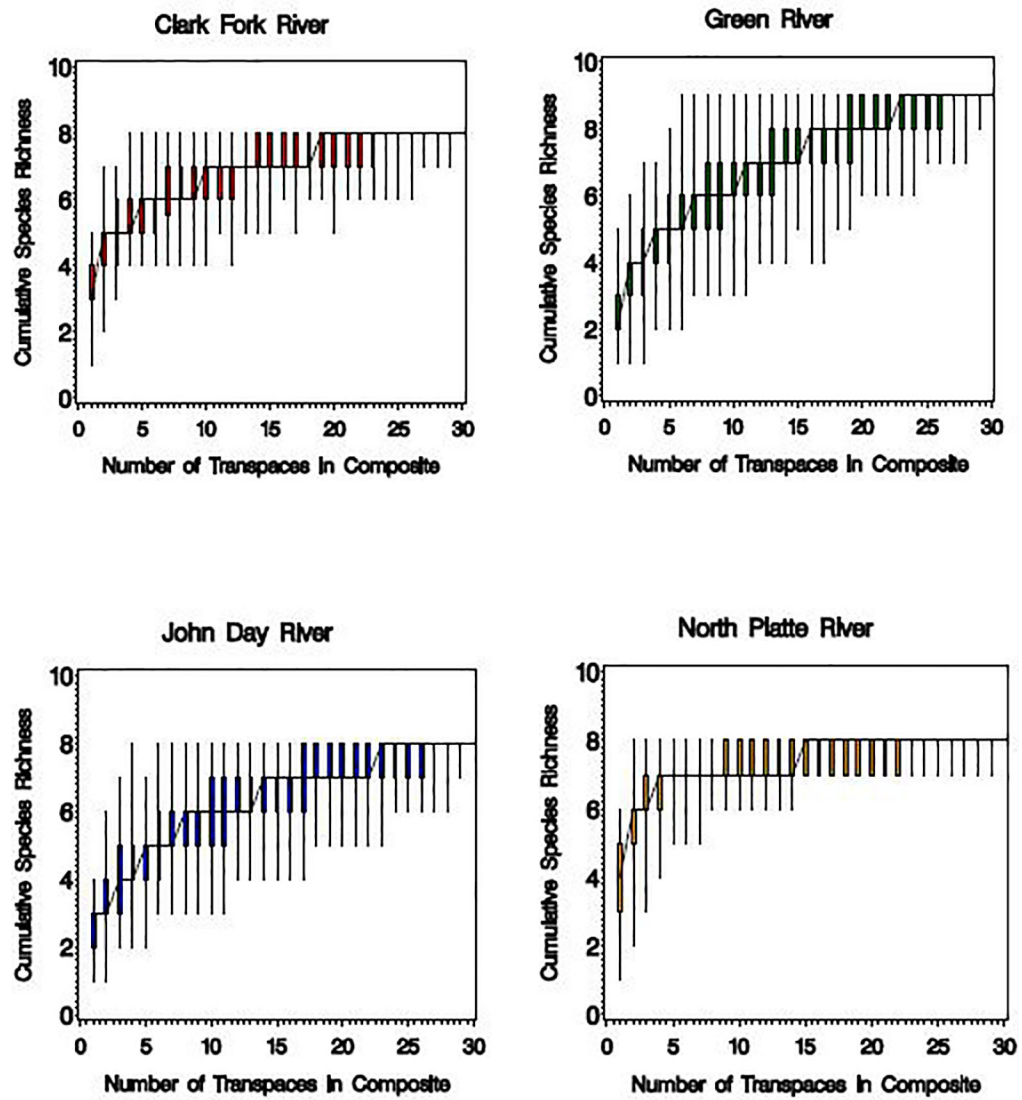 Clark Fork River
Green River
Cumulative Species Richness
10
8
6
4
2
0
0 5 10 15 20 25 30
Number of Transpaces in Composite
Cumulative Species Richness
10
8
6
4
2
0
0 5 10 15 20 25 30
Number of Transpaces in Composite
John Day River
North Platte River
Cumulative Species Richness
10
8
6
4
2
0
0 5 10 15 20 25 30
Number of Transpaces in Composite
Cumulative Species Richness
10
8
6
4
2
0
0 5 10 15 20 25 30
Number of Transpaces in Composite